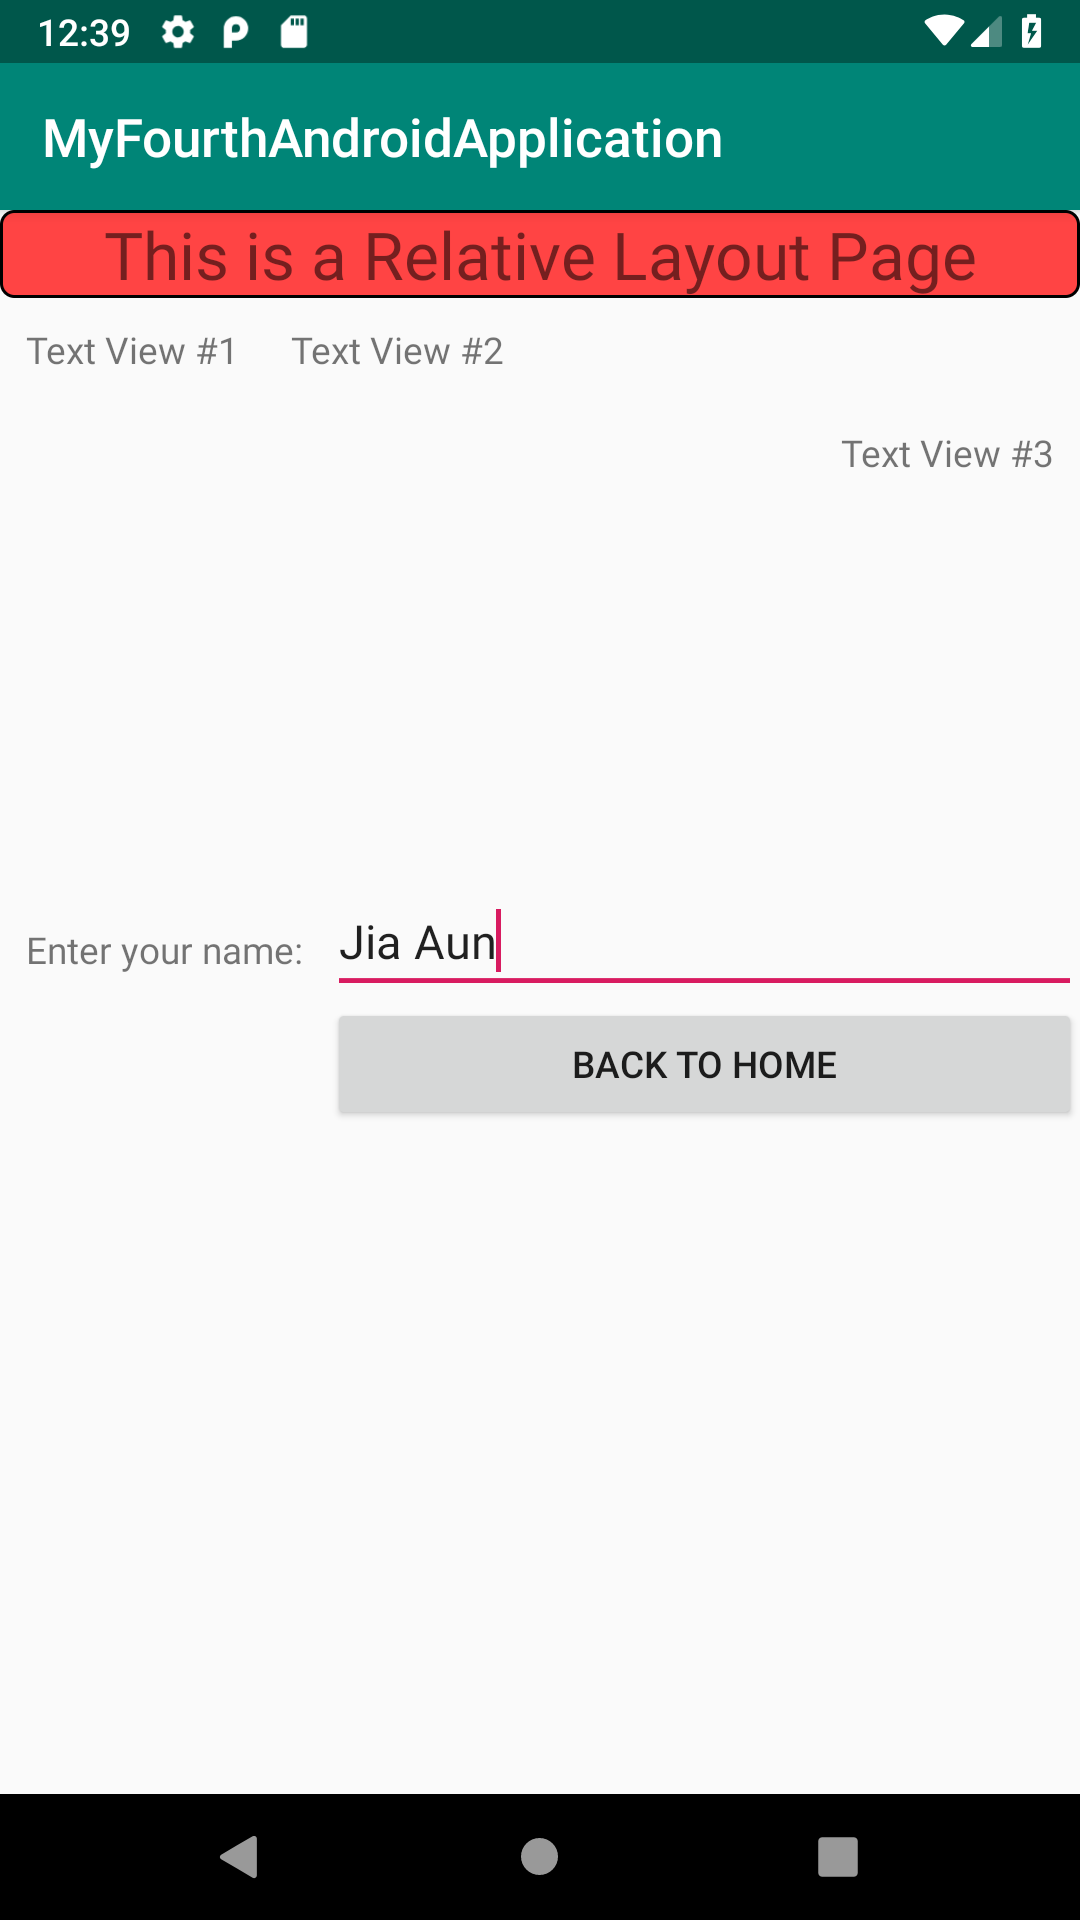 12:39
MyFourthAndroidApplication
This is a Relative Layout Page
Text View #1 Text View #2
Text View #3
Enter your name: Jia Aun
BACK TO HOME